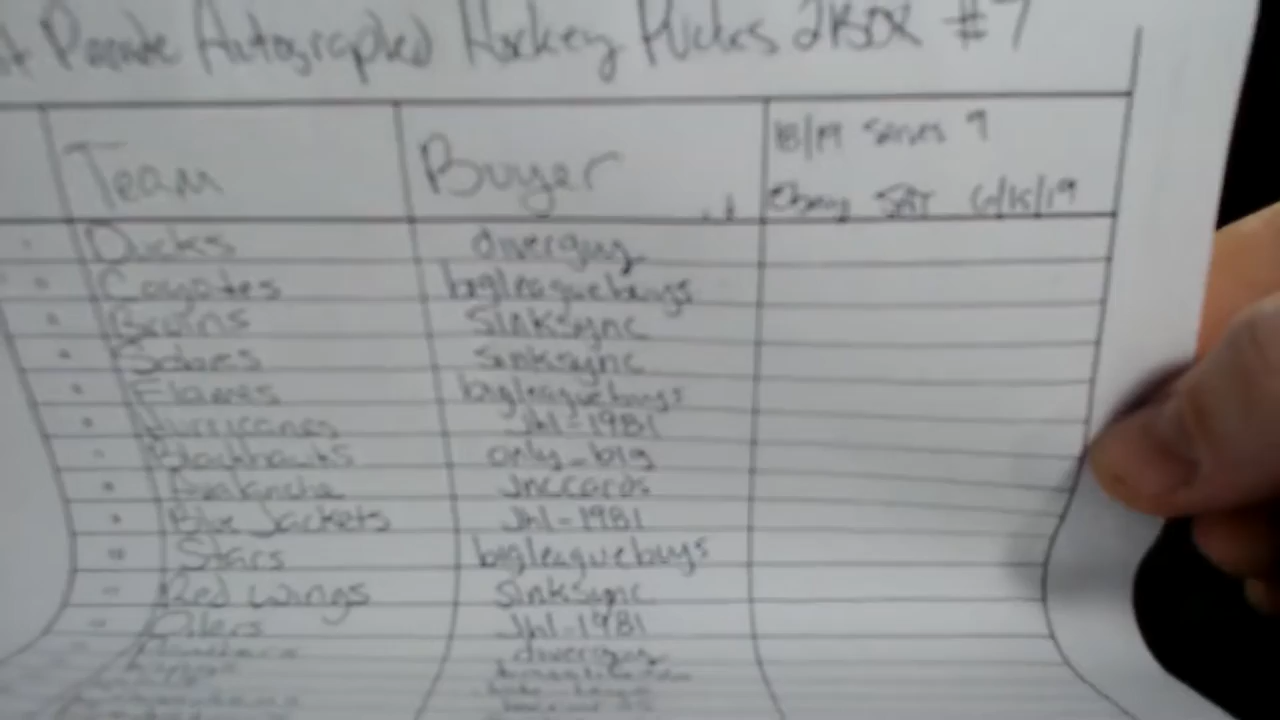 Autographed Hockey Pucks 2BOX #7
Team Buyer 18/19 Series 9
Ebay SAT 6/15/19
Ducks diverguy
Coyotes bigleaguebuys
Bruins Sinksync
Sabres Sinksync
Flames bigleaguebuys
Hurricanes Jhl-1981
Blackhawks only_big
Avalanche Jnccards
Blue Jackets Jhl-1981
Stars bigleaguebuys
Red Wings Sinksync
Oilers Jhl-1981
diverguy